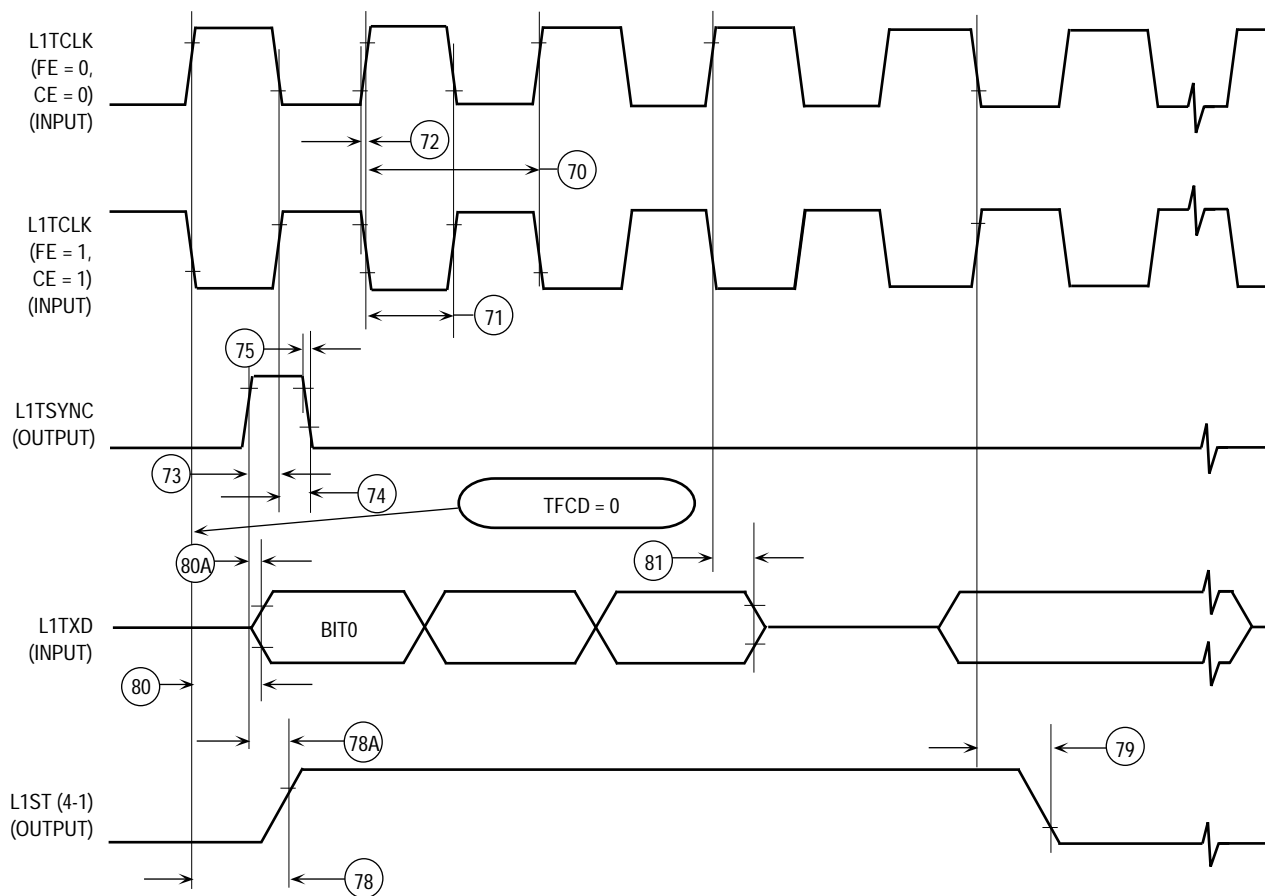 L1TCLK
(FE = 0,
CE = 0)
(INPUT)
72
70
L1TCLK
(FE = 1,
CE = 1)
(INPUT)
71
75
L1TSYNC
(OUTPUT)
73
74
TFCD = 0
80A
81
L1TXD
(INPUT)
BIT0
80
78A
79
L1ST (4-1)
(OUTPUT)
78